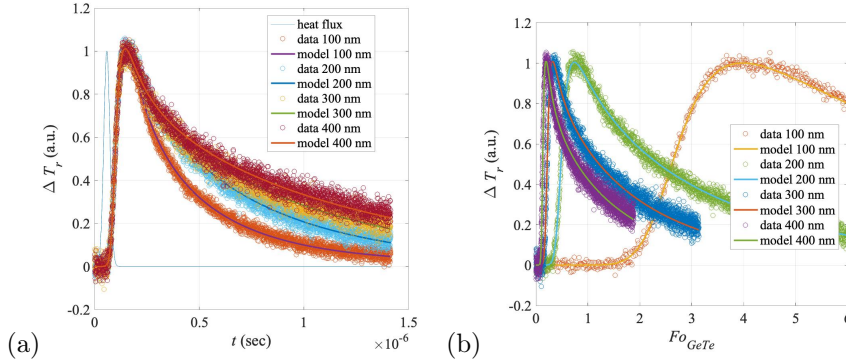 1.2
1
0.8
0.6
0.4
0.2
0
-0.2
Δ T_r (a.u.)
heat flux
data 100 nm
model 100 nm
data 200 nm
model 200 nm
data 300 nm
model 300 nm
data 400 nm
model 400 nm
0 0.5 1 1.5
t (sec) ×10^-6
(a)
1.2
1
0.8
0.6
0.4
0.2
0
-0.2
Δ T_r (a.u.)
data 100 nm
model 100 nm
data 200 nm
model 200 nm
data 300 nm
model 300 nm
data 400 nm
model 400 nm
0 1 2 3 4 5 6
Fo_GeTe
(b)